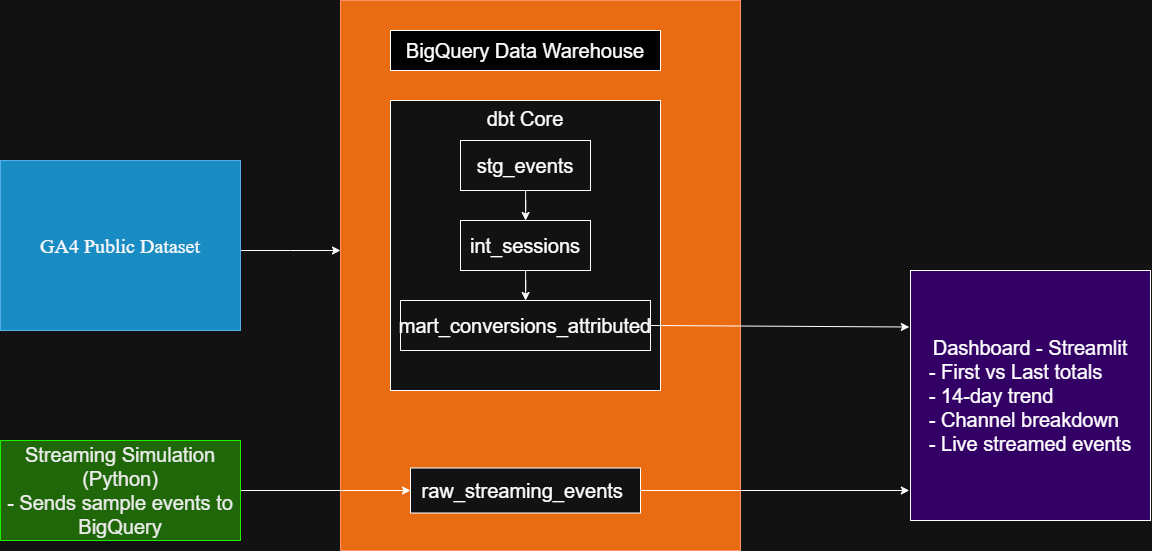 BigQuery Data Warehouse
dbt Core
stg_events
int_sessions
mart_conversions_attributed
GA4 Public Dataset
Streaming Simulation
(Python)
- Sends sample events to
BigQuery
raw_streaming_events
Dashboard - Streamlit
- First vs Last totals
- 14-day trend
- Channel breakdown
- Live streamed events